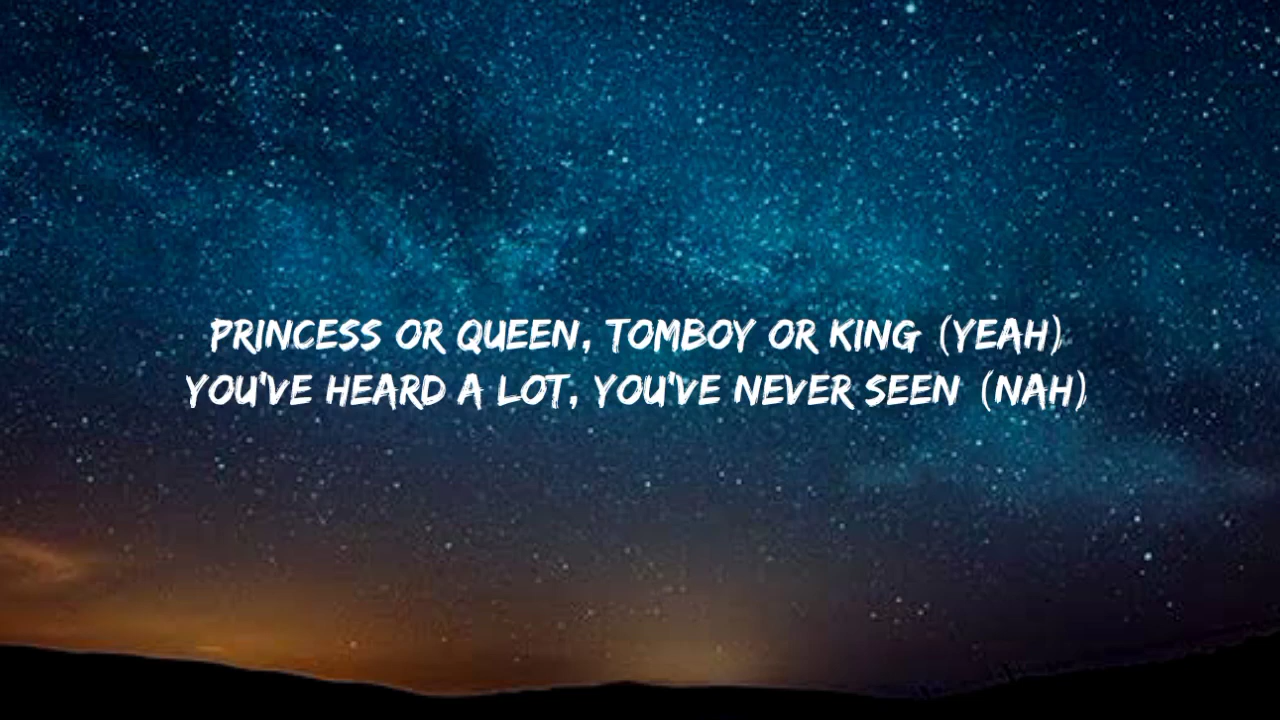 PRINCESS OR QUEEN, TOMBOY OR KING (YEAH)
YOU'VE HEARD A LOT, YOU'VE NEVER SEEN (NAH)